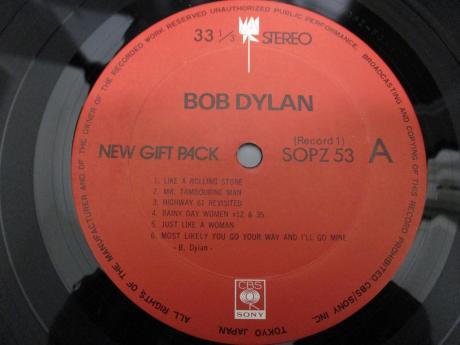 ALL RIGHTS OF THE MANUFACTURER AND OF THE OWNER OF THE RECORDED WORK RESERVED UNAUTHORIZED PUBLIC PERFORMANCE, BROADCASTING AND COPYING OF THIS RECORD PROHIBITED. CBS/SONY INC. TOKYO JAPAN.
33 1/3 STEREO
BOB DYLAN
NEW GIFT PACK
(Record 1)
SOPZ 53 A
1. LIKE A ROLLING STONE
2. MR. TAMBOURINE MAN
3. HIGHWAY 61 REVISITED
4. RAINY DAY WOMEN #12 & 35
5. JUST LIKE A WOMAN
6. MOST LIKELY YOU GO YOUR WAY AND I'LL GO MINE
- B. Dylan -
CBS
SONY